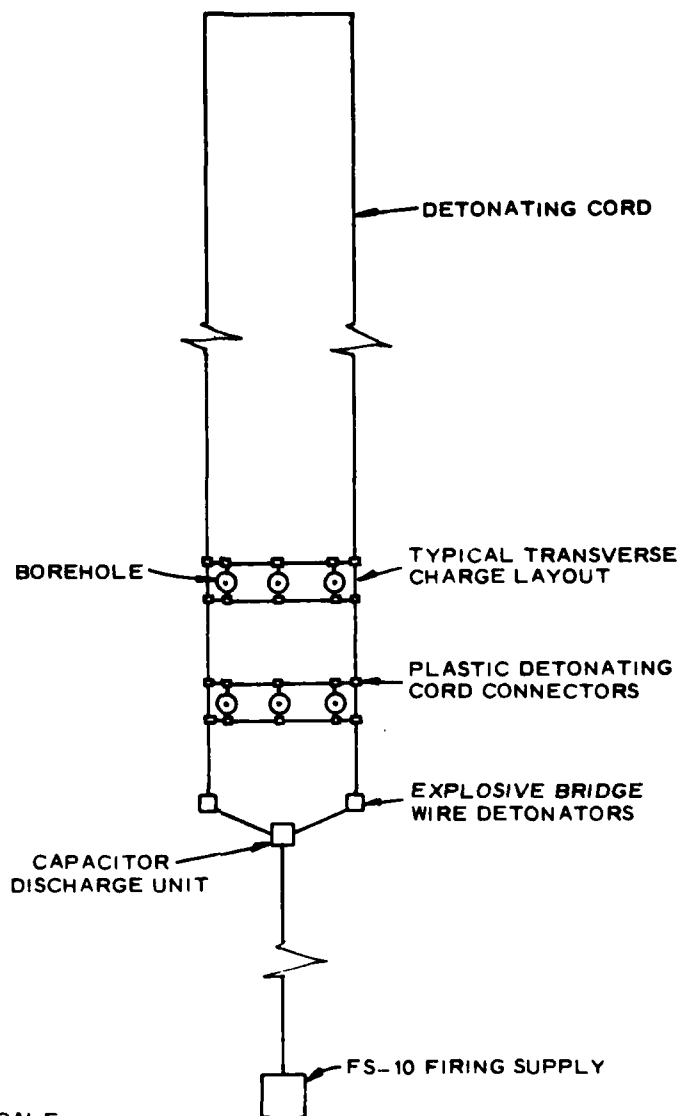 DETONATING CORD
BOREHOLE
TYPICAL TRANSVERSE
CHARGE LAYOUT
PLASTIC DETONATING
CORD CONNECTORS
EXPLOSIVE BRIDGE
WIRE DETONATORS
CAPACITOR
DISCHARGE UNIT
FS-10 FIRING SUPPLY